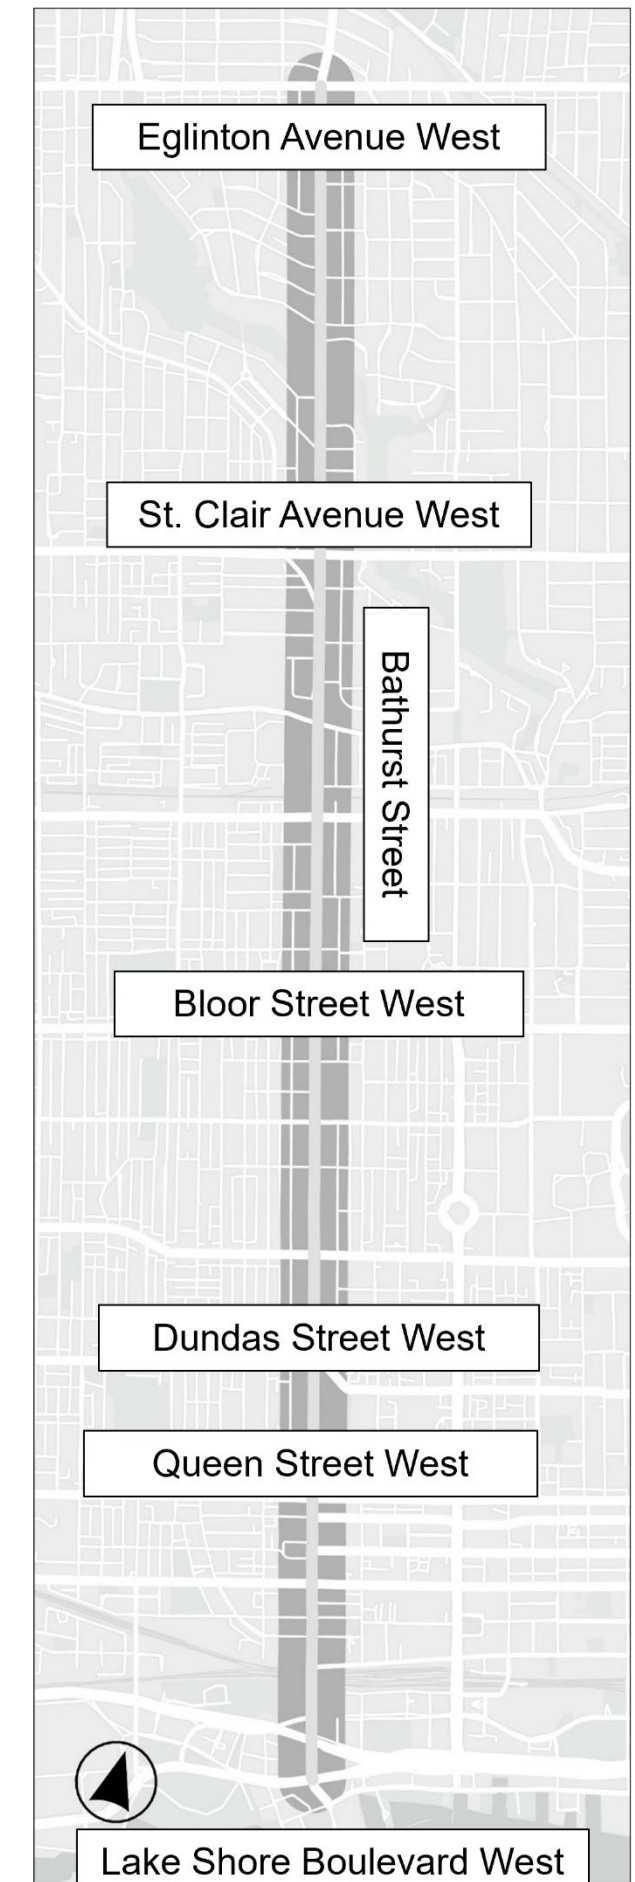 Eglinton Avenue West
St. Clair Avenue West
Bathurst Street
Bloor Street West
Dundas Street West
Queen Street West
Lake Shore Boulevard West